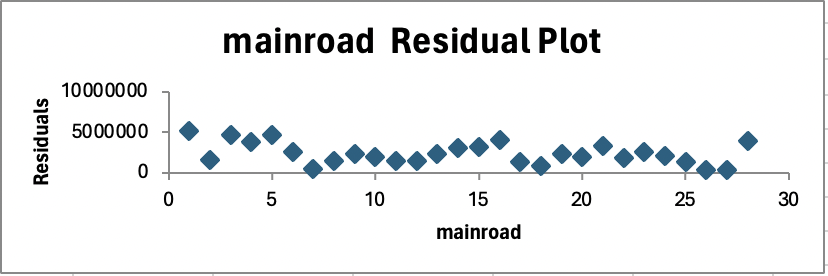 mainroad Residual Plot
Residuals
10000000
5000000
0
0 5 10 15 20 25 30
mainroad